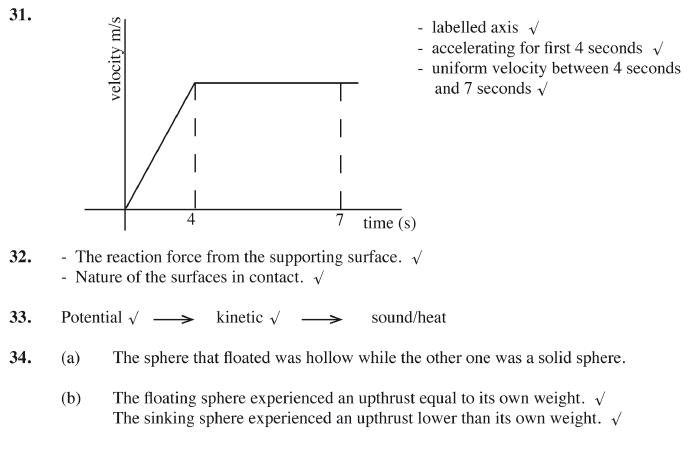 31.
velocity m/s
4
7
time (s)
- labelled axis √
- accelerating for first 4 seconds √
- uniform velocity between 4 seconds
and 7 seconds √
32. - The reaction force from the supporting surface. √
- Nature of the surfaces in contact. √
33. Potential √ → kinetic √ → sound/heat
34. (a) The sphere that floated was hollow while the other one was a solid sphere.
(b) The floating sphere experienced an upthrust equal to its own weight. √
The sinking sphere experienced an upthrust lower than its own weight. √